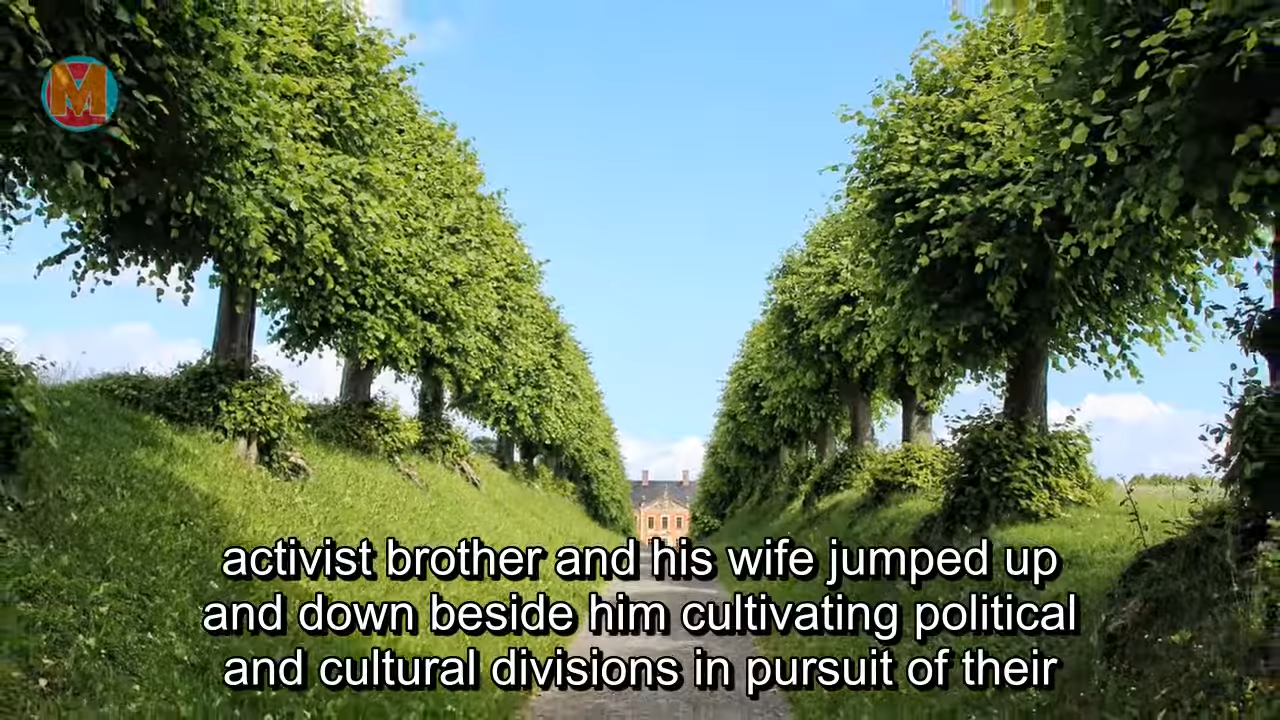 M
activist brother and his wife jumped up
and down beside him cultivating political
and cultural divisions in pursuit of their